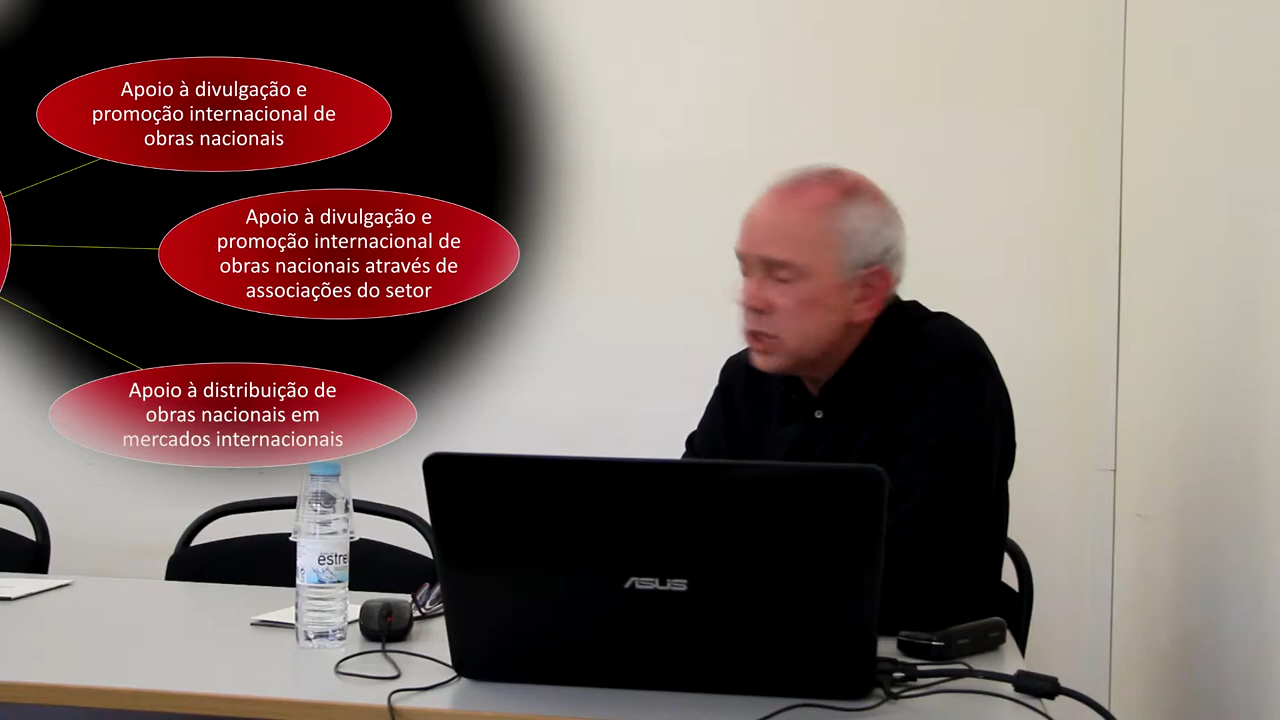 Apoio à divulgação e
promoção internacional de
obras nacionais
Apoio à divulgação e
promoção internacional de
obras nacionais através de
associações do setor
Apoio à distribuição de
obras nacionais em
mercados internacionais
estre
ASUS